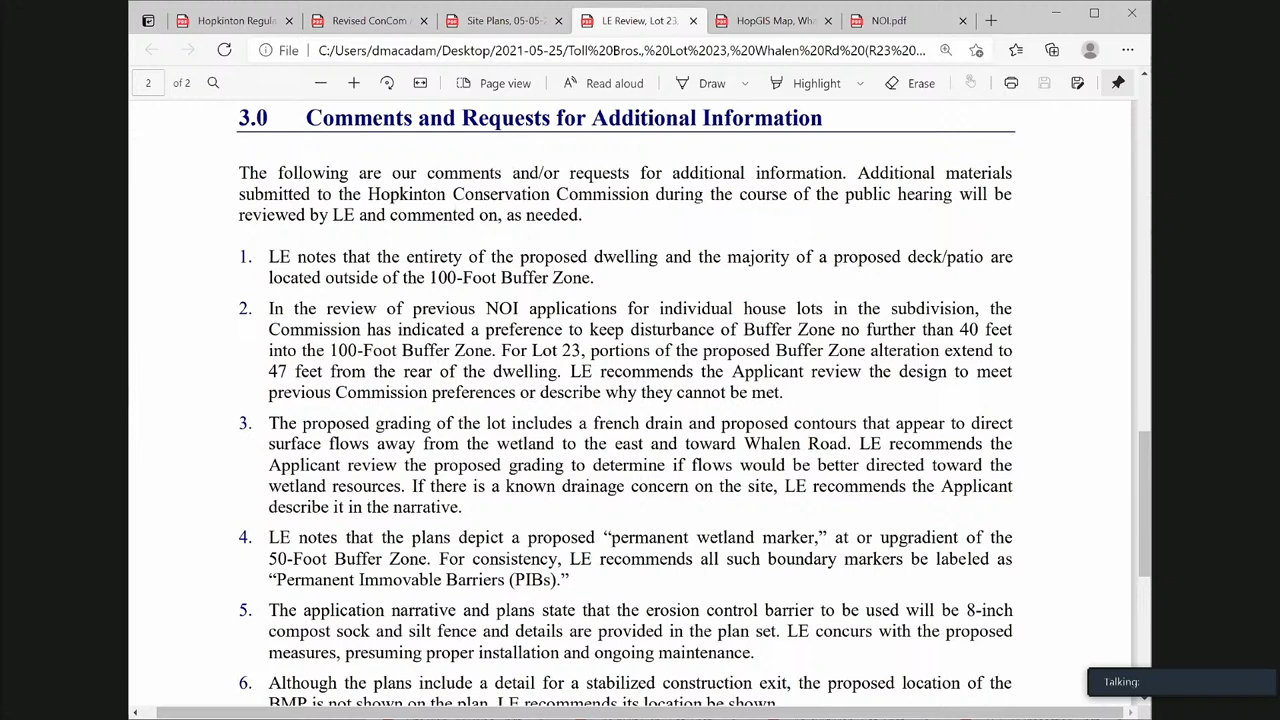 Hopkinton Regula
Revised ConCom /
Site Plans, 05-05-2
LE Review, Lot 23,
HopGIS Map, Wha
NOI.pdf
File
C:/Users/dmacadam/Desktop/2021-05-25/Toll%20Bros.,%20Lot%2023,%20Whalen%20Rd%20(R23%20...
2 of 2
Page view
Read aloud
Draw
Highlight
Erase
3.0 Comments and Requests for Additional Information
The following are our comments and/or requests for additional information. Additional materials
submitted to the Hopkinton Conservation Commission during the course of the public hearing will be
reviewed by LE and commented on, as needed.
1. LE notes that the entirety of the proposed dwelling and the majority of a proposed deck/patio are
located outside of the 100-Foot Buffer Zone.
2. In the review of previous NOI applications for individual house lots in the subdivision, the
Commission has indicated a preference to keep disturbance of Buffer Zone no further than 40 feet
into the 100-Foot Buffer Zone. For Lot 23, portions of the proposed Buffer Zone alteration extend to
47 feet from the rear of the dwelling. LE recommends the Applicant review the design to meet
previous Commission preferences or describe why they cannot be met.
3. The proposed grading of the lot includes a french drain and proposed contours that appear to direct
surface flows away from the wetland to the east and toward Whalen Road. LE recommends the
Applicant review the proposed grading to determine if flows would be better directed toward the
wetland resources. If there is a known drainage concern on the site, LE recommends the Applicant
describe it in the narrative.
4. LE notes that the plans depict a proposed “permanent wetland marker,” at or upgradient of the
50-Foot Buffer Zone. For consistency, LE recommends all such boundary markers be labeled as
“Permanent Immovable Barriers (PIBs).”
5. The application narrative and plans state that the erosion control barrier to be used will be 8-inch
compost sock and silt fence and details are provided in the plan set. LE concurs with the proposed
measures, presuming proper installation and ongoing maintenance.
6. Although the plans include a detail for a stabilized construction exit, the proposed location of the
BMP is not shown on the plan. LE recommends its location be shown.
Talking: